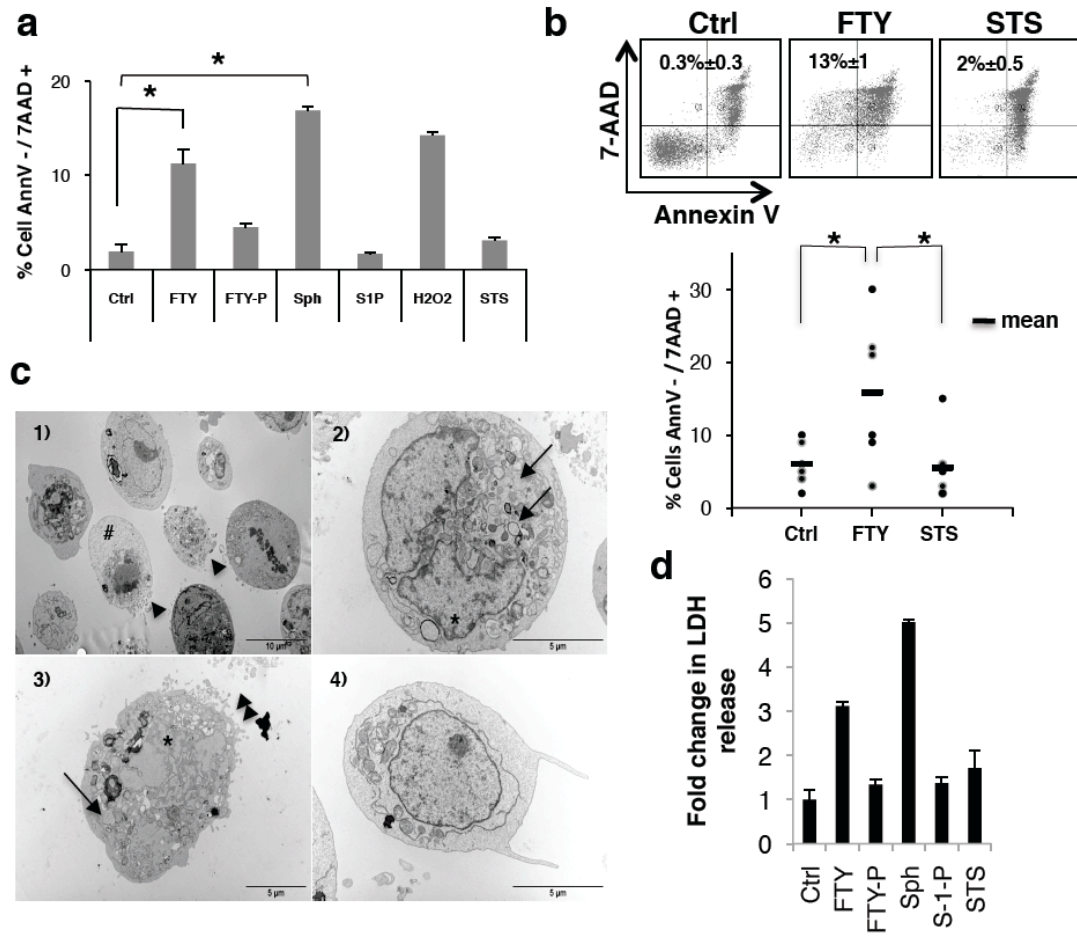 a
*
*
20
10
0
% Cell AnnV - / 7AAD +
Ctrl FTY FTY-P Sph S1P H2O2 STS
b
Ctrl FTY STS
0.3%±0.3 13%±1 2%±0.5
7-AAD
Annexin V
* *
30
20
10
0
% Cells AnnV - / 7AAD +
mean
Ctrl FTY STS
c
1)
#
10 µm
2)
*
5 µm
3)
*
5 µm
4)
5 µm
d
6
5
4
3
2
1
0
Fold change in LDH
release
Ctrl FTY FTY-P Sph S-1-P STS